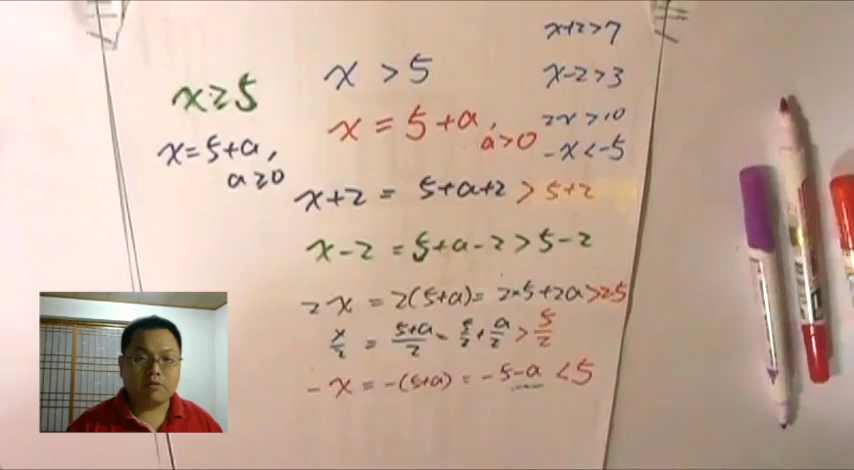 x≥5
x=5+a,
a≥0
x > 5
x = 5+a,
a>0
x+2>7
x-2>3
2x>10
-x<-5
x+2 = 5+a+2 > 5+2
x-2 = 5+a-2 > 5-2
2x = 2(5+a) = 2×5+2a > 2·5
x/2 = (5+a)/2 = 5/2 + a/2 > 5/2
-x = -(5+a) = -5-a < 5